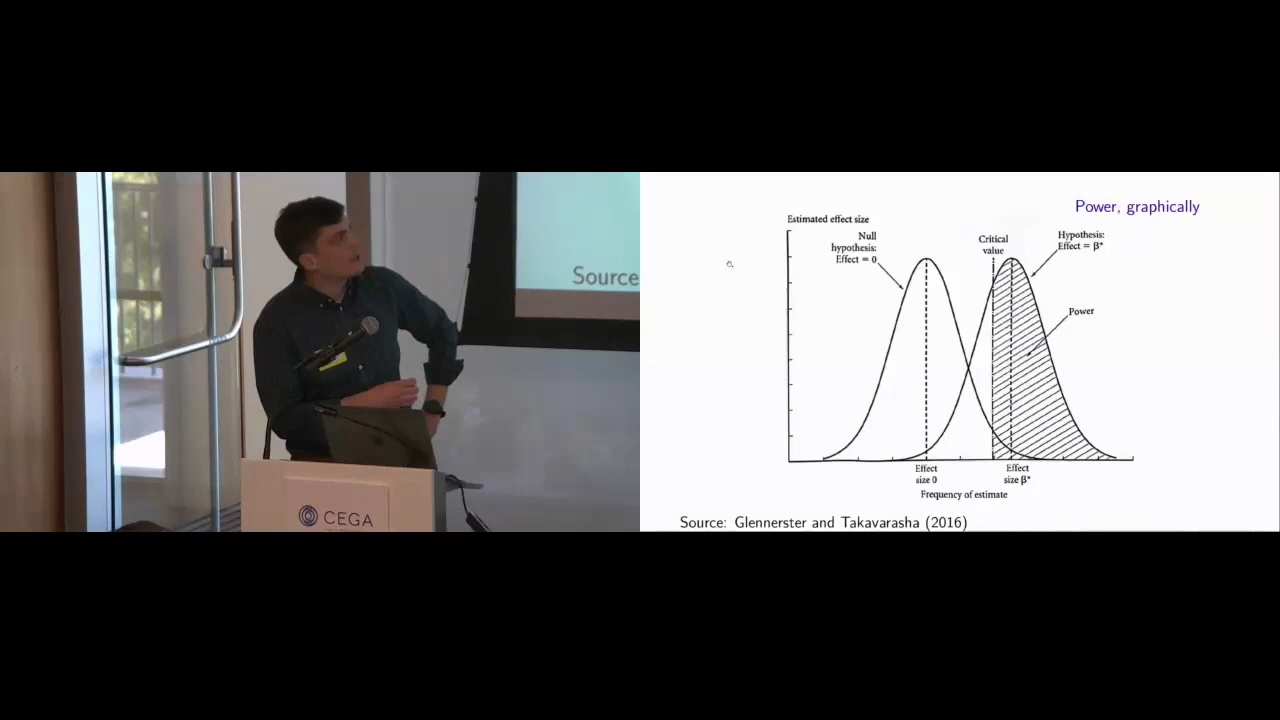 Source
CEGA
Power, graphically
Estimated effect size
Null
hypothesis:
Effect = 0
Critical
value
Hypothesis:
Effect = β*
Power
Effect
size 0
Effect
size β*
Frequency of estimate
Source: Glennerster and Takavarasha (2016)